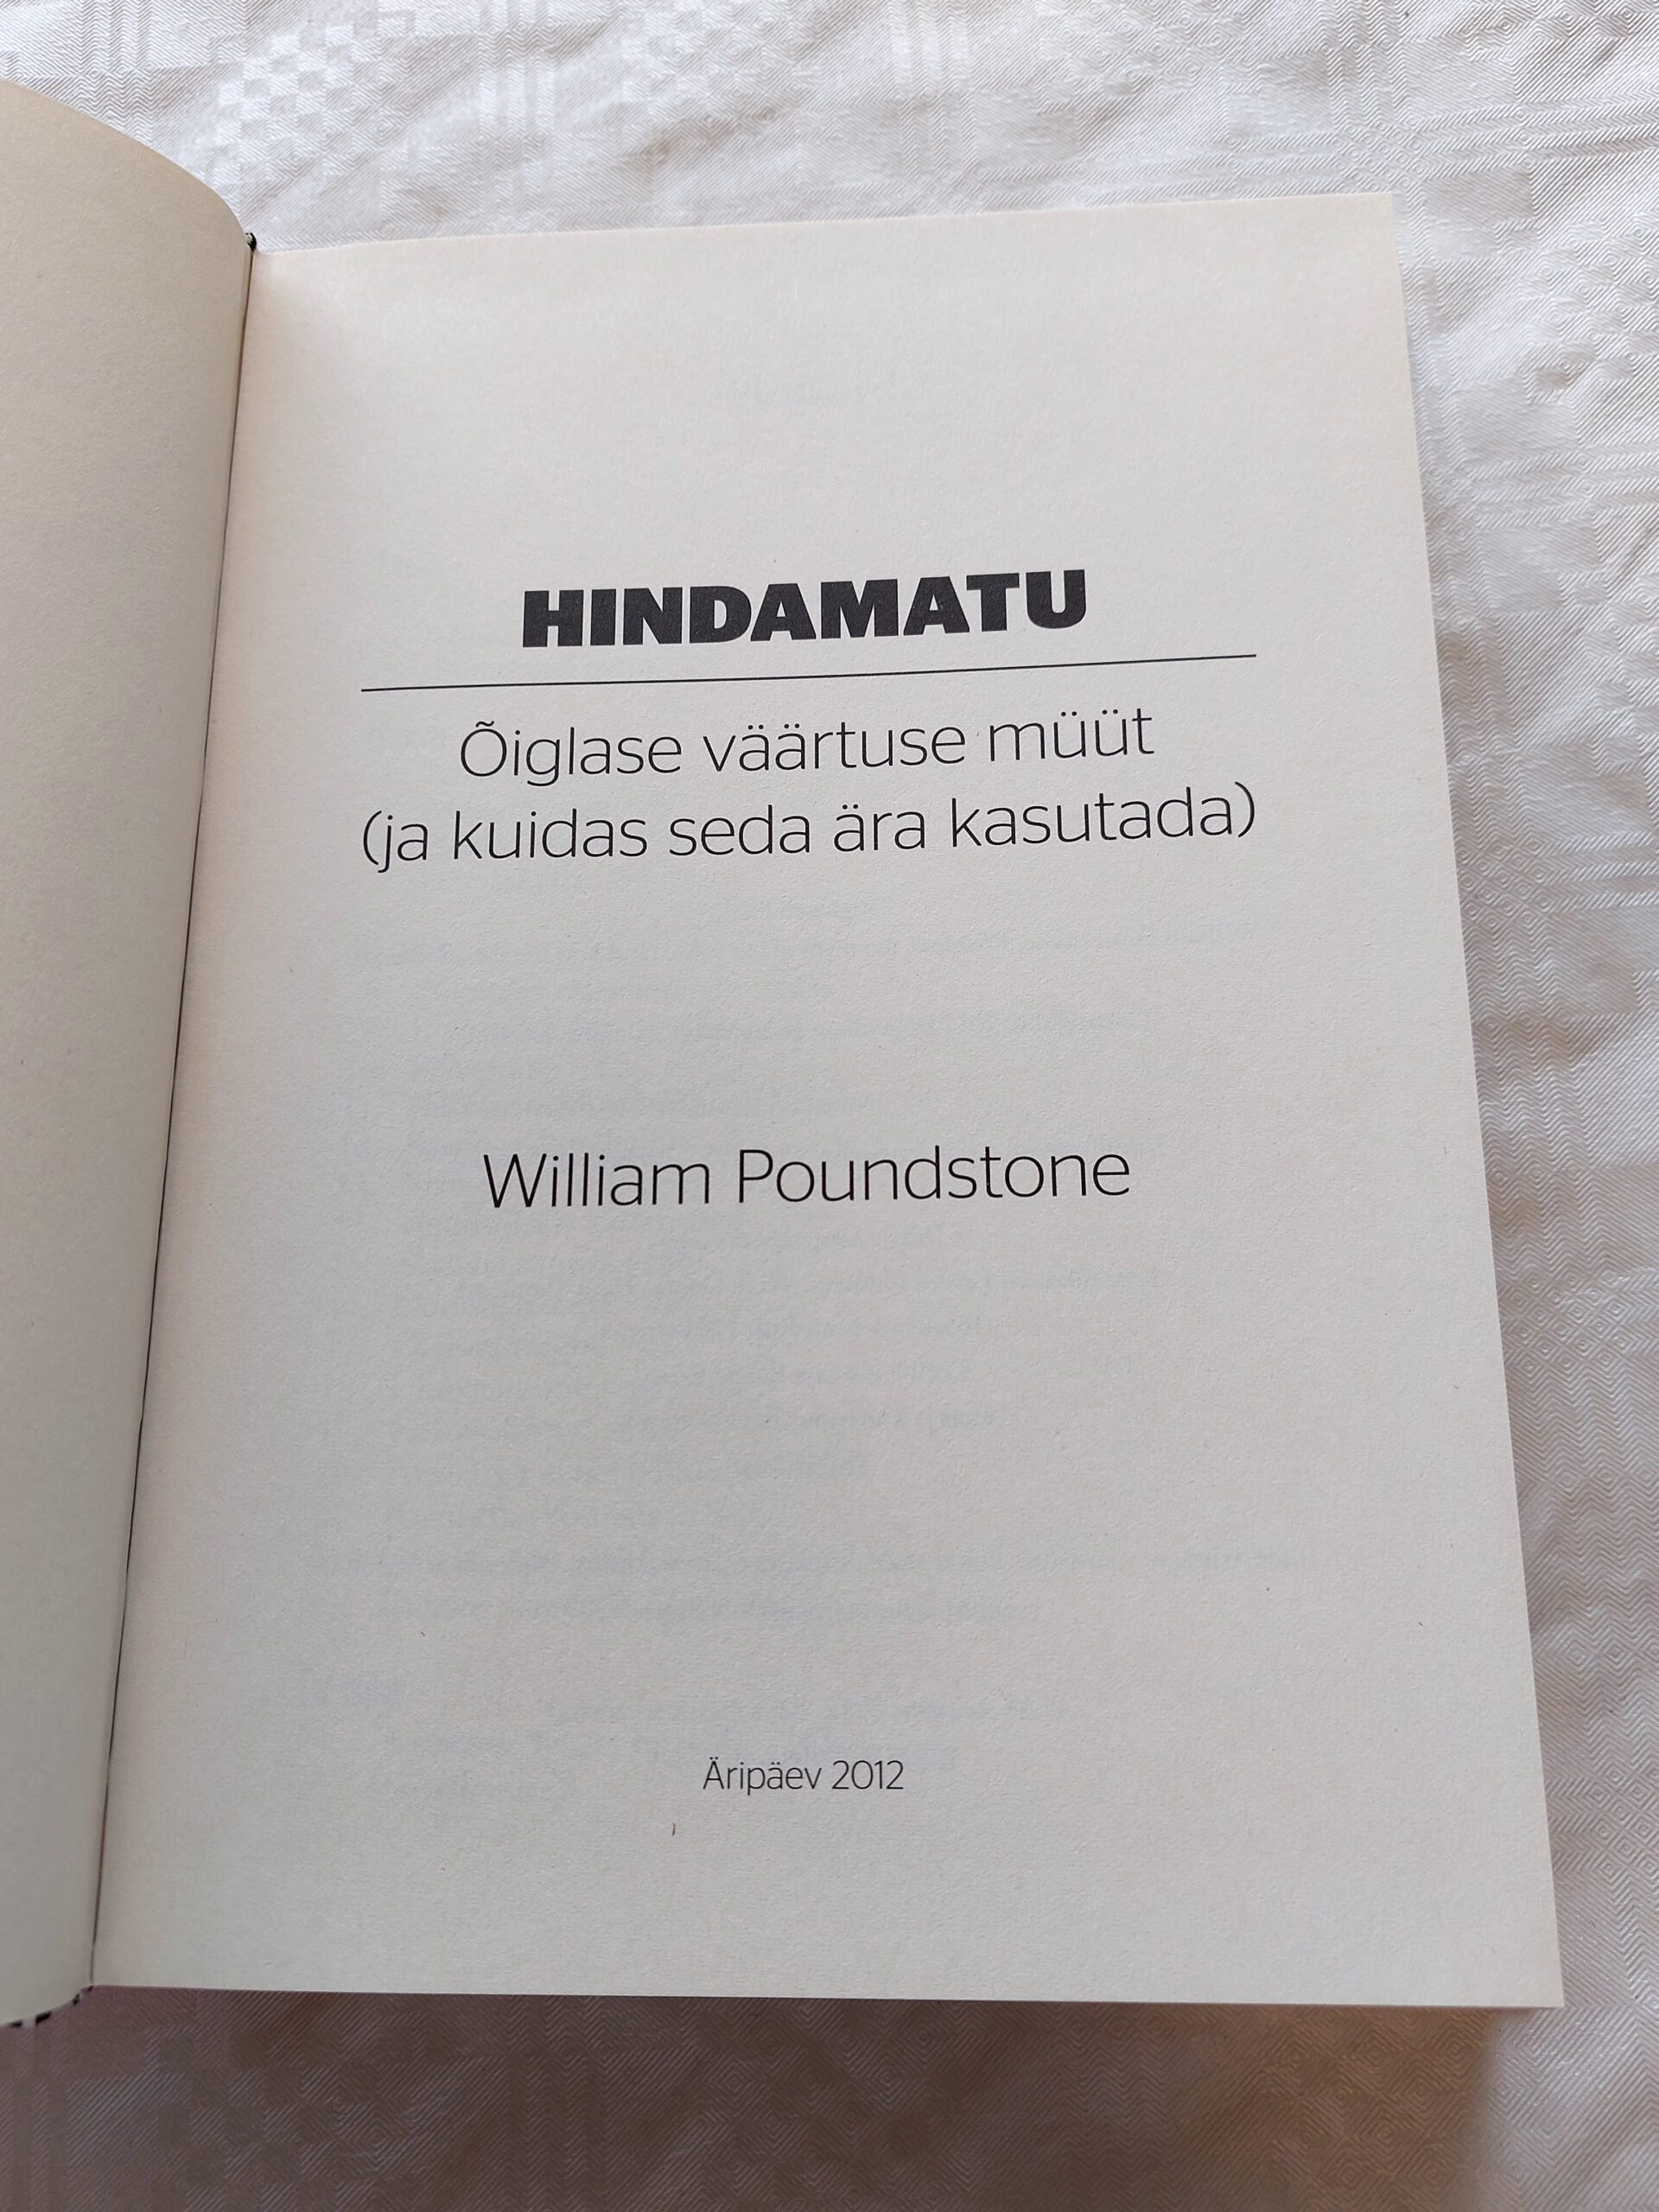 HINDAMATU
Õiglase väärtuse müüt
(ja kuidas seda ära kasutada)
William Poundstone
Äripäev 2012